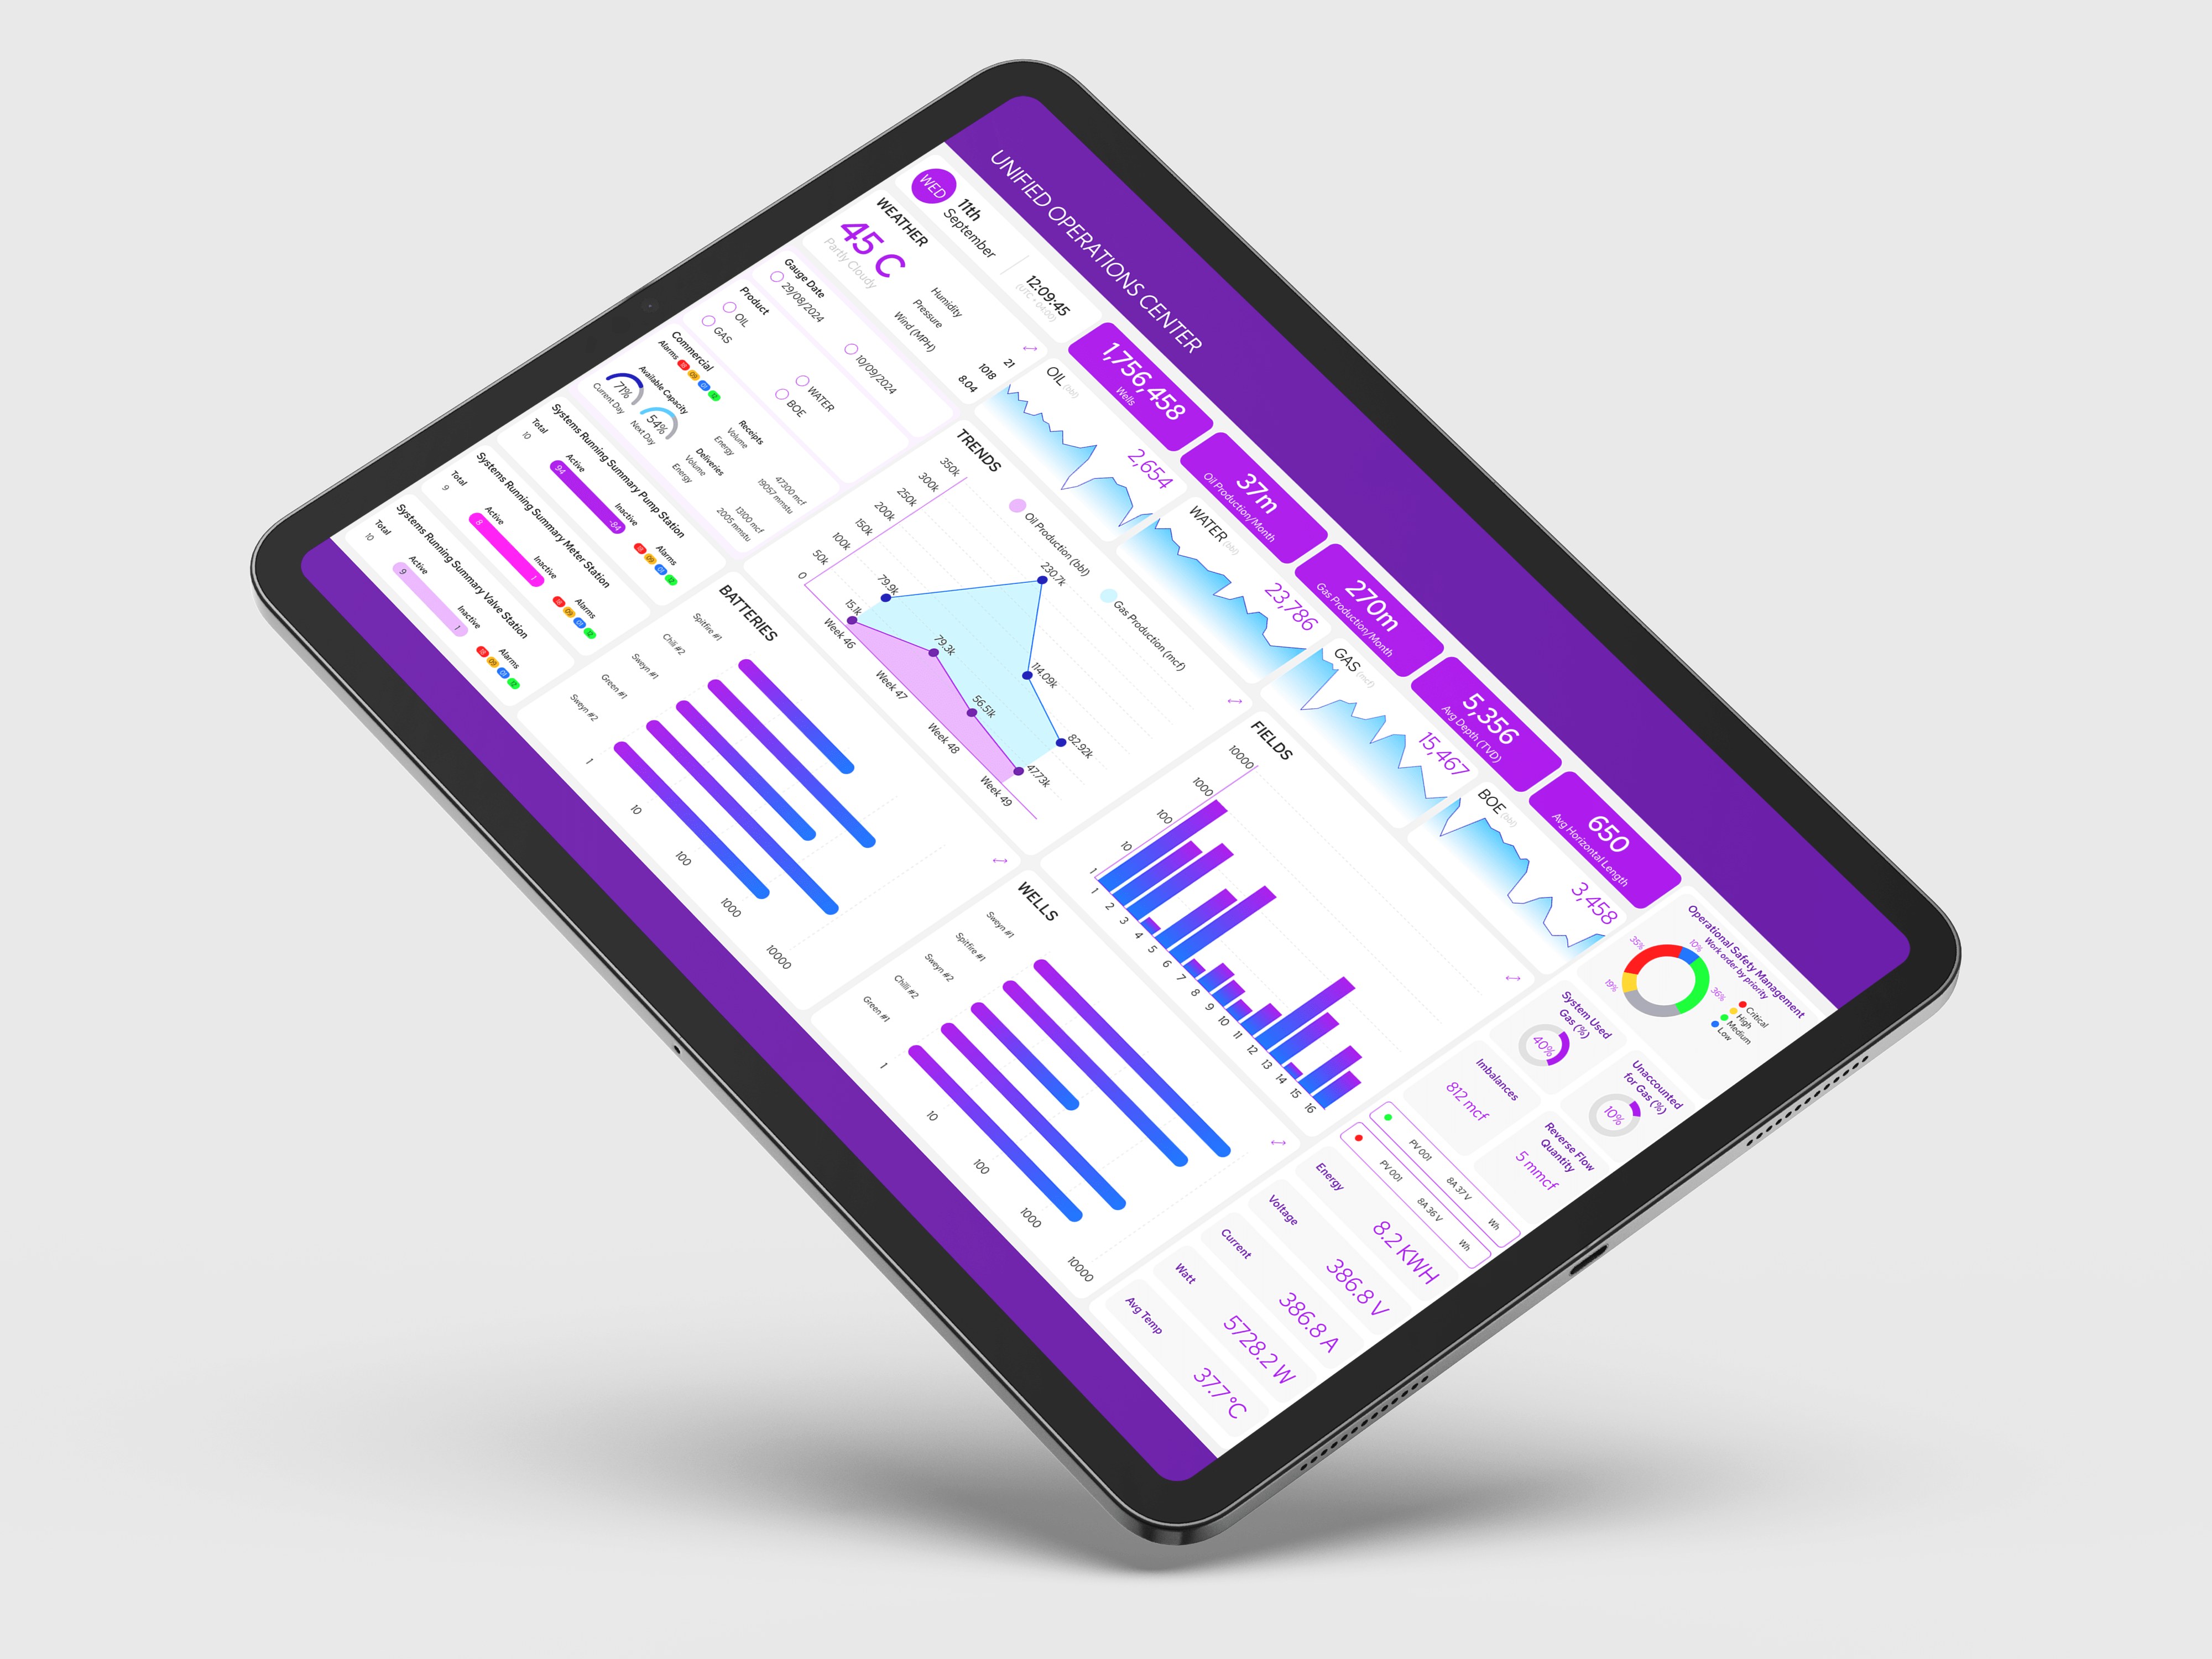 UNIFIED OPERATIONS CENTER
WED
11th
September
12:09:45
(UTC + 04:00)
1,756,458
Wells
37m
Oil Production/Month
270m
Gas Production/Month
5,356
Avg Depth (TVD)
650
Avg Horizontal Length
WEATHER
45 C
Partly Cloudy
Humidity
21
Pressure
1018
Wind (MPH)
8.04
OIL (bbl)
2,654
WATER (bbl)
23,786
GAS (mcf)
15,467
BOE (bbl)
3,458
Operational Safety Management
Work order by priority
35%
10%
19%
36%
Critical
High
Medium
Low
Gauge Date
29/08/2024
10/09/2024
Product
OIL
WATER
GAS
BOE
Commercial
Alarms
Available Capacity
71%
Current Day
54%
Next Day
Receipts
Volume
47300 mcf
Energy
19057 mmstu
Deliveries
Volume
1300 mcf
Energy
2005 mmstu
TRENDS
Oil Production (bbl)
Gas Production (mcf)
350k
300k
250k
200k
150k
100k
50k
0
79.9k
230.7k
114.09k
82.92k
15.1k
79.3k
56.51k
47.73k
Week 46
Week 47
Week 48
Week 49
FIELDS
10000
1000
100
10
1
1 2 3 4 5 6 7 8 9 10 11 12 13 14 15 16
System Used
Gas (%)
40%
Unaccounted
for Gas (%)
10%
Imbalances
812 mcf
Reverse Flow
Quantity
5 mmcf
PV001
8A 37V
Wh
PV001
8A 36V
Wh
Systems Running Summary Pump Station
Total
Active
Inactive
Alarms
10
94
-84
Systems Running Summary Meter Station
Total
Active
Inactive
Alarms
9
8
1
Systems Running Summary Valve Station
Total
Active
Inactive
Alarms
10
9
1
BATTERIES
Spitfire #1
Chili #2
Sweyn #1
Green #1
Sweyn #2
1
10
100
1000
10000
WELLS
Sweyn #1
Spitfire #1
Sweyn #2
Chilli #2
Green #1
1
10
100
1000
10000
Energy
8.2 KWH
Voltage
386.8 V
Current
386.8 A
Watt
5728.2 W
Avg Temp
37.7°C